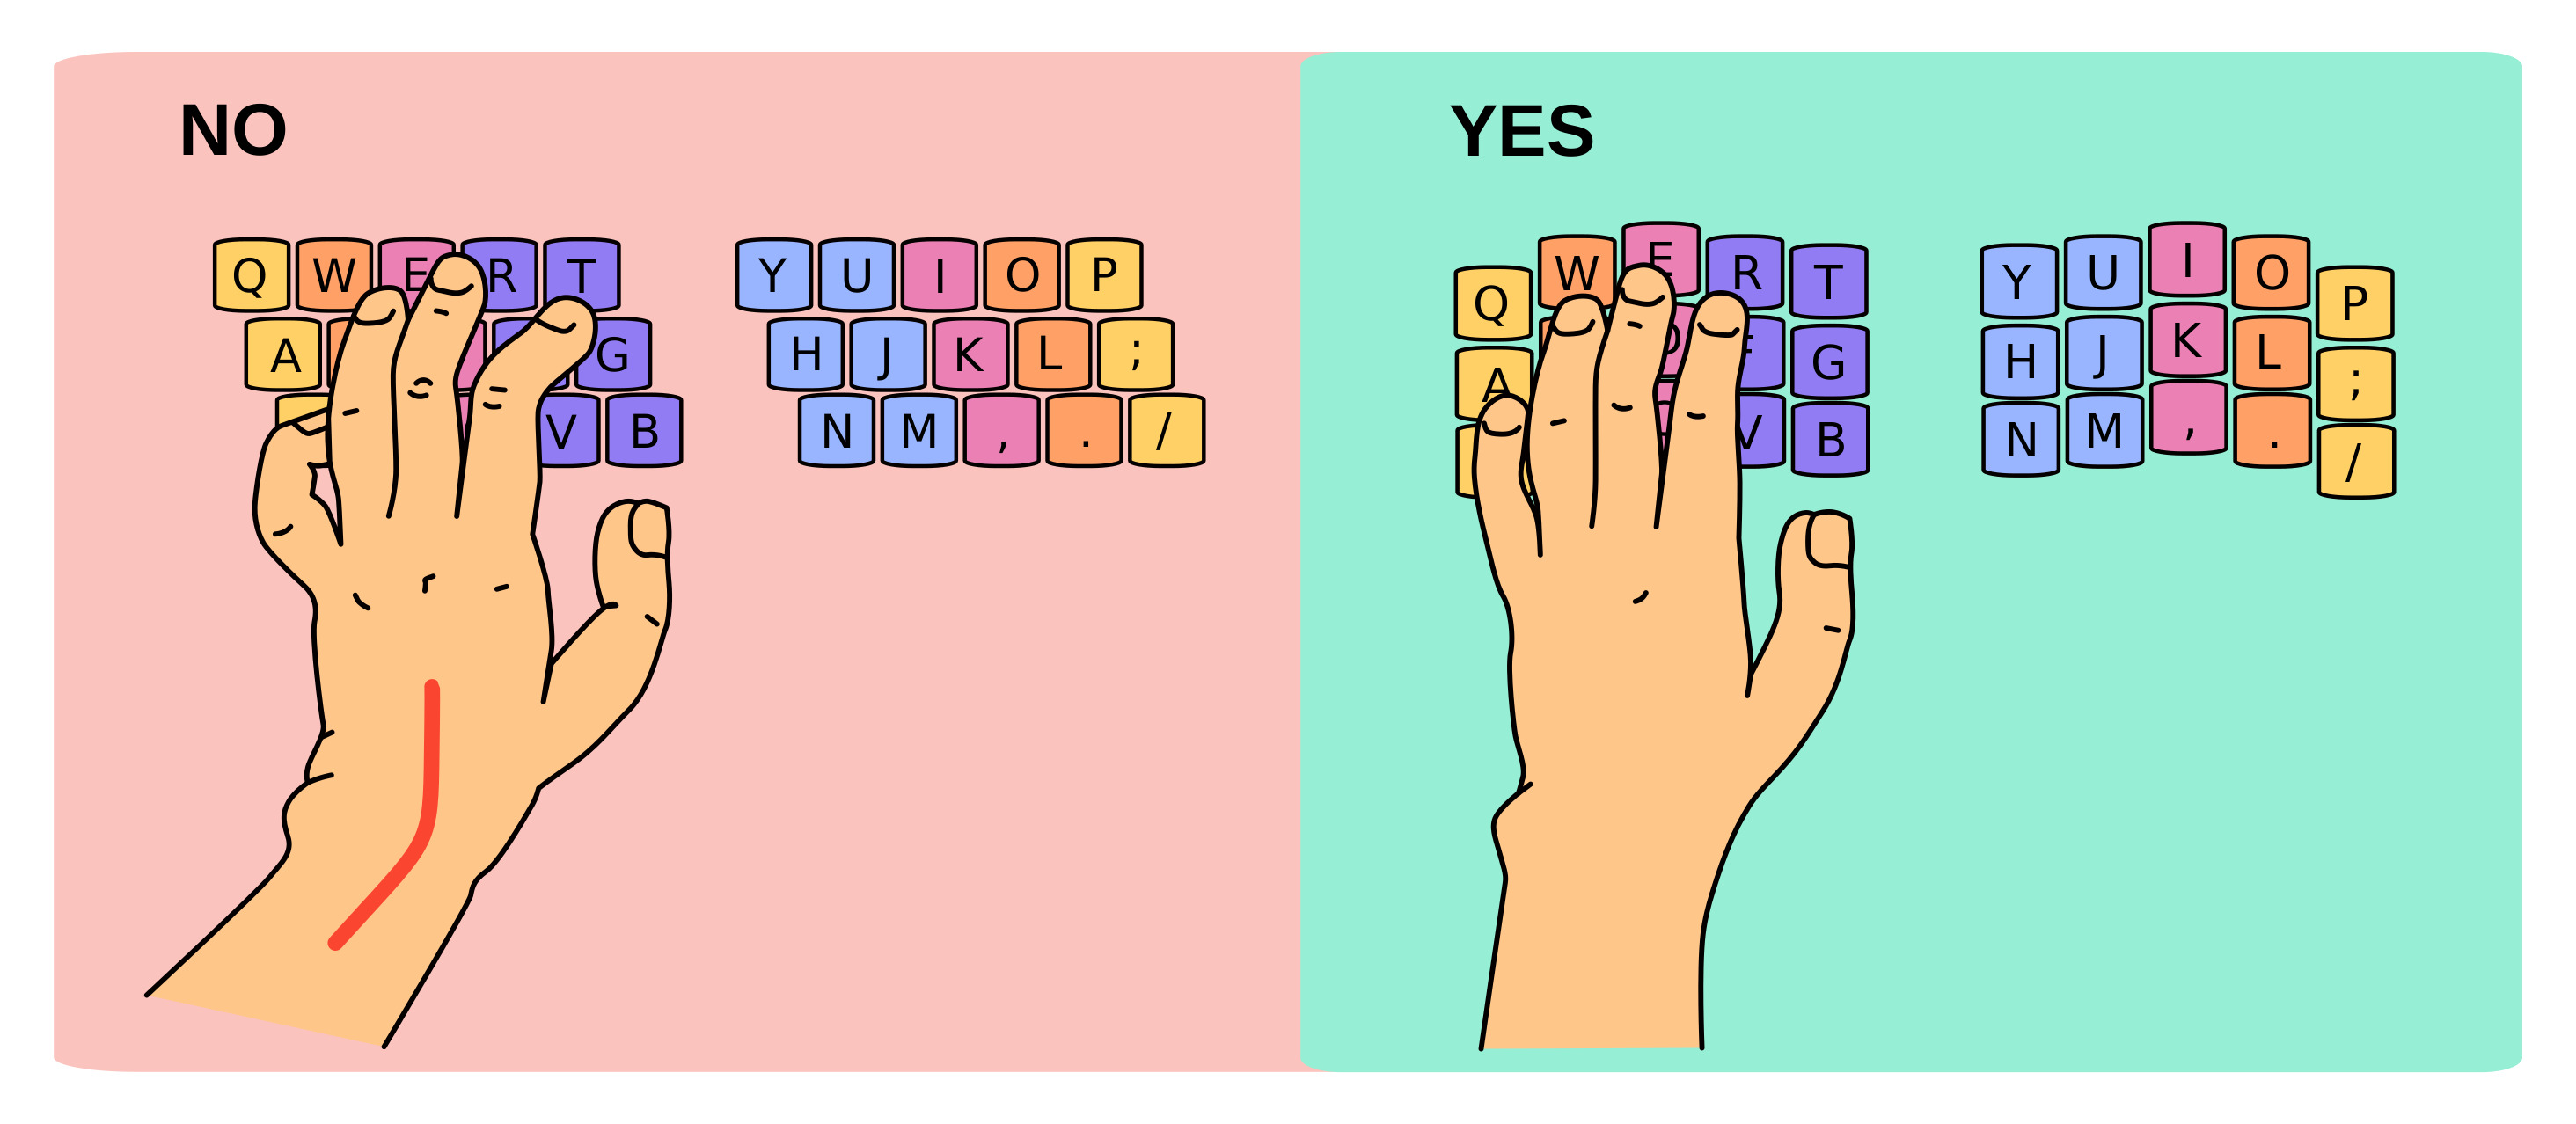 NO
YES
Q W E R T Y U I O P
A G H J K L ;
V B N M , . /
Q W E R T Y U I O P
A G H J K L ;
V B N M , . /